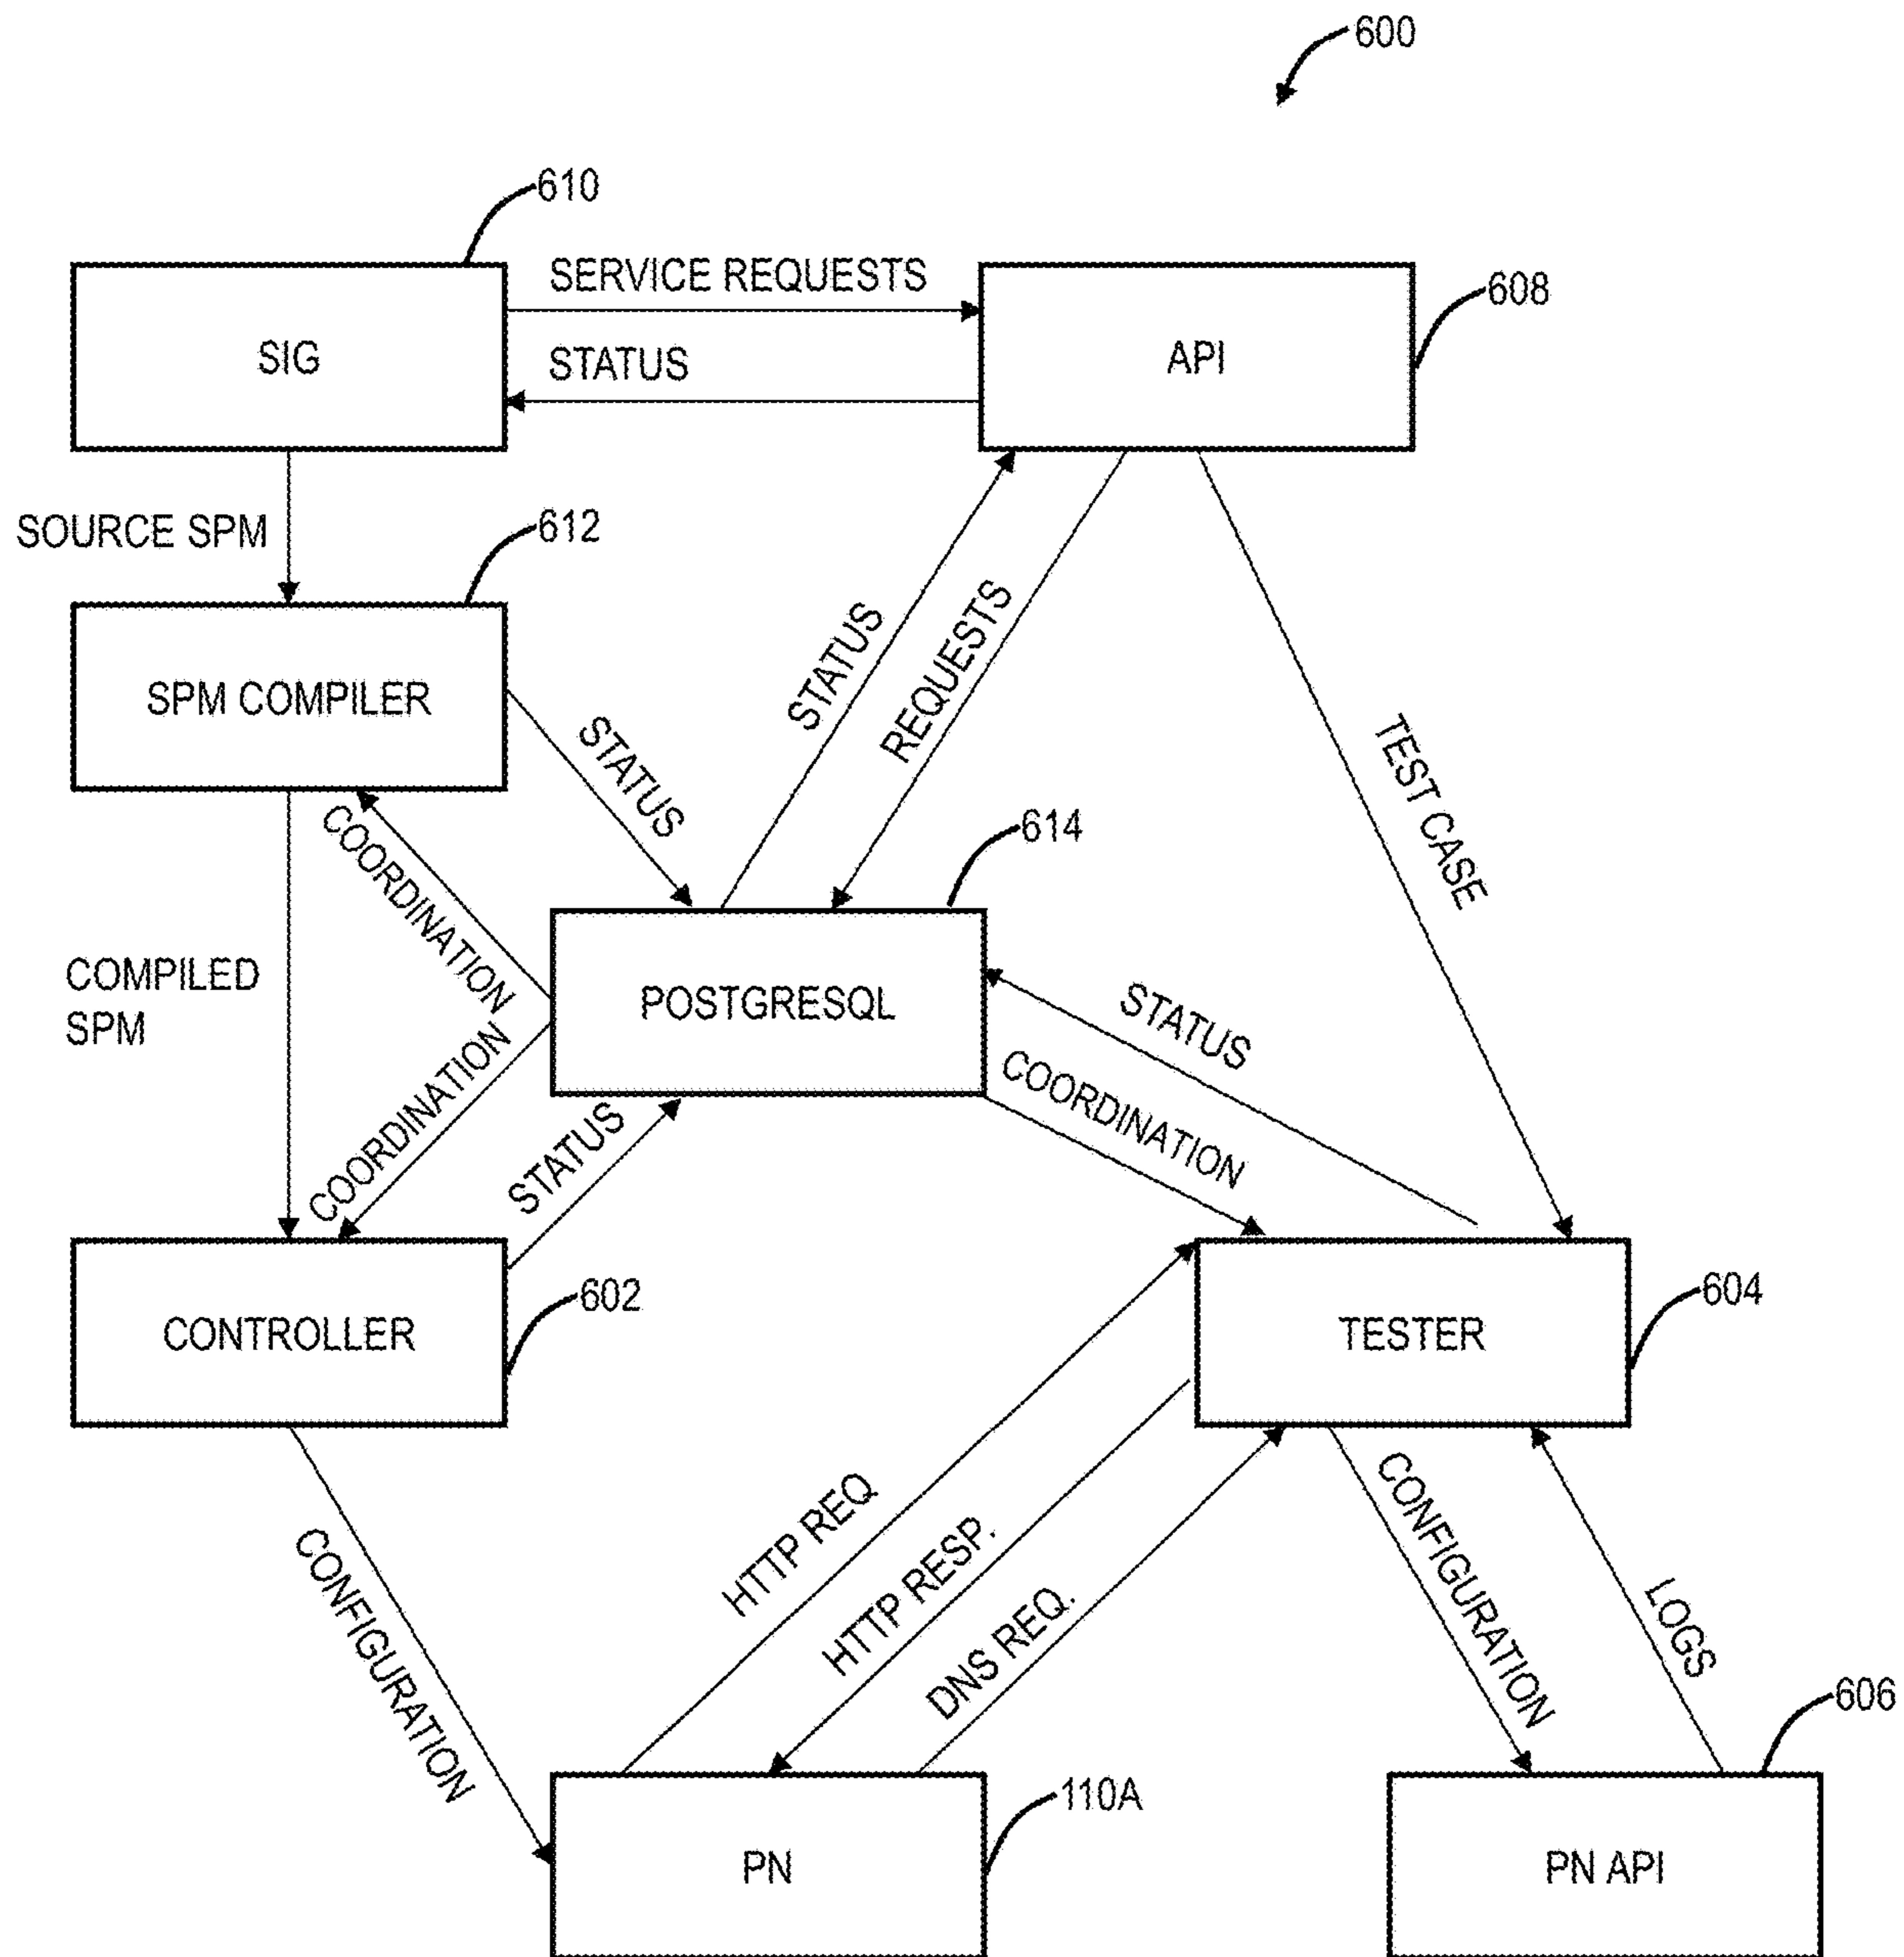 600
610
SERVICE REQUESTS
608
SIG
STATUS
API
SOURCE SPM
612
SPM COMPILER
STATUS
STATUS
REQUESTS
TEST CASE
COORDINATION
614
COMPILED
SPM
POSTGRESQL
STATUS
COORDINATION
COORDINATION
STATUS
CONTROLLER
602
TESTER
604
CONFIGURATION
HTTP REQ
HTTP RESP.
DNS REQ.
CONFIGURATION
LOGS
606
110A
PN
PN API